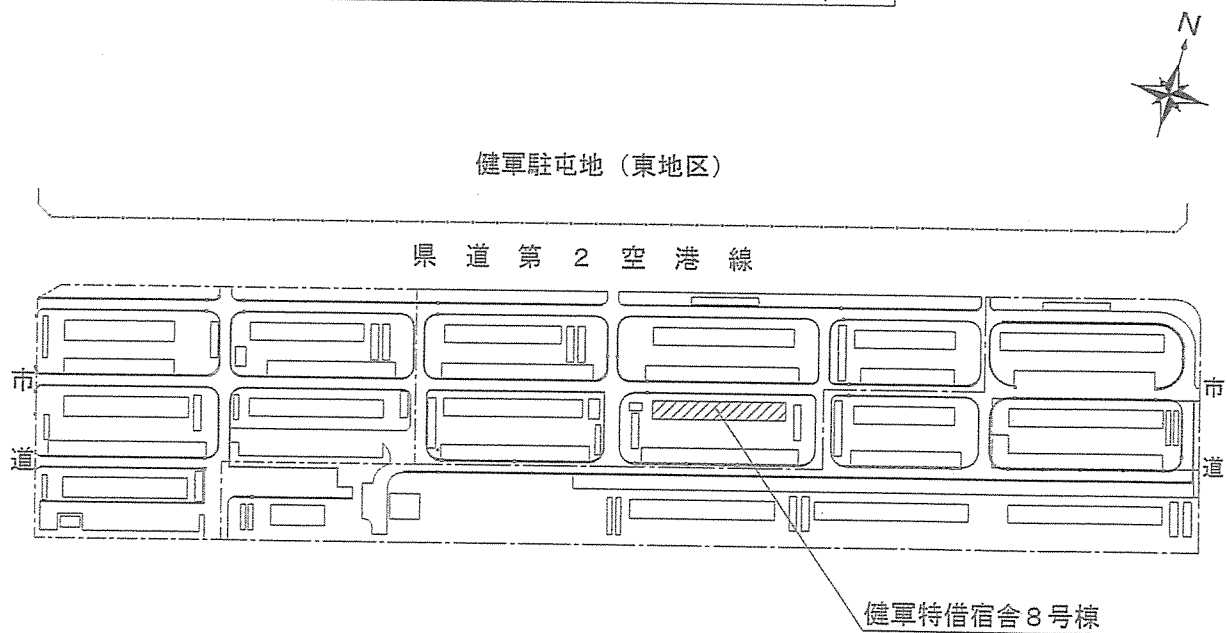 N
健軍駐屯地（東地区）
県道第２空港線
市道
市道
健軍特借宿舎８号棟